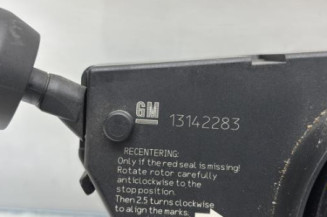 GM 13142283
RECENTERING:
Only if the red seal is missing!
Rotate rotor carefully
anticlockwise to the
stop position.
Then 2.5 turns clockwise
to align the marks.